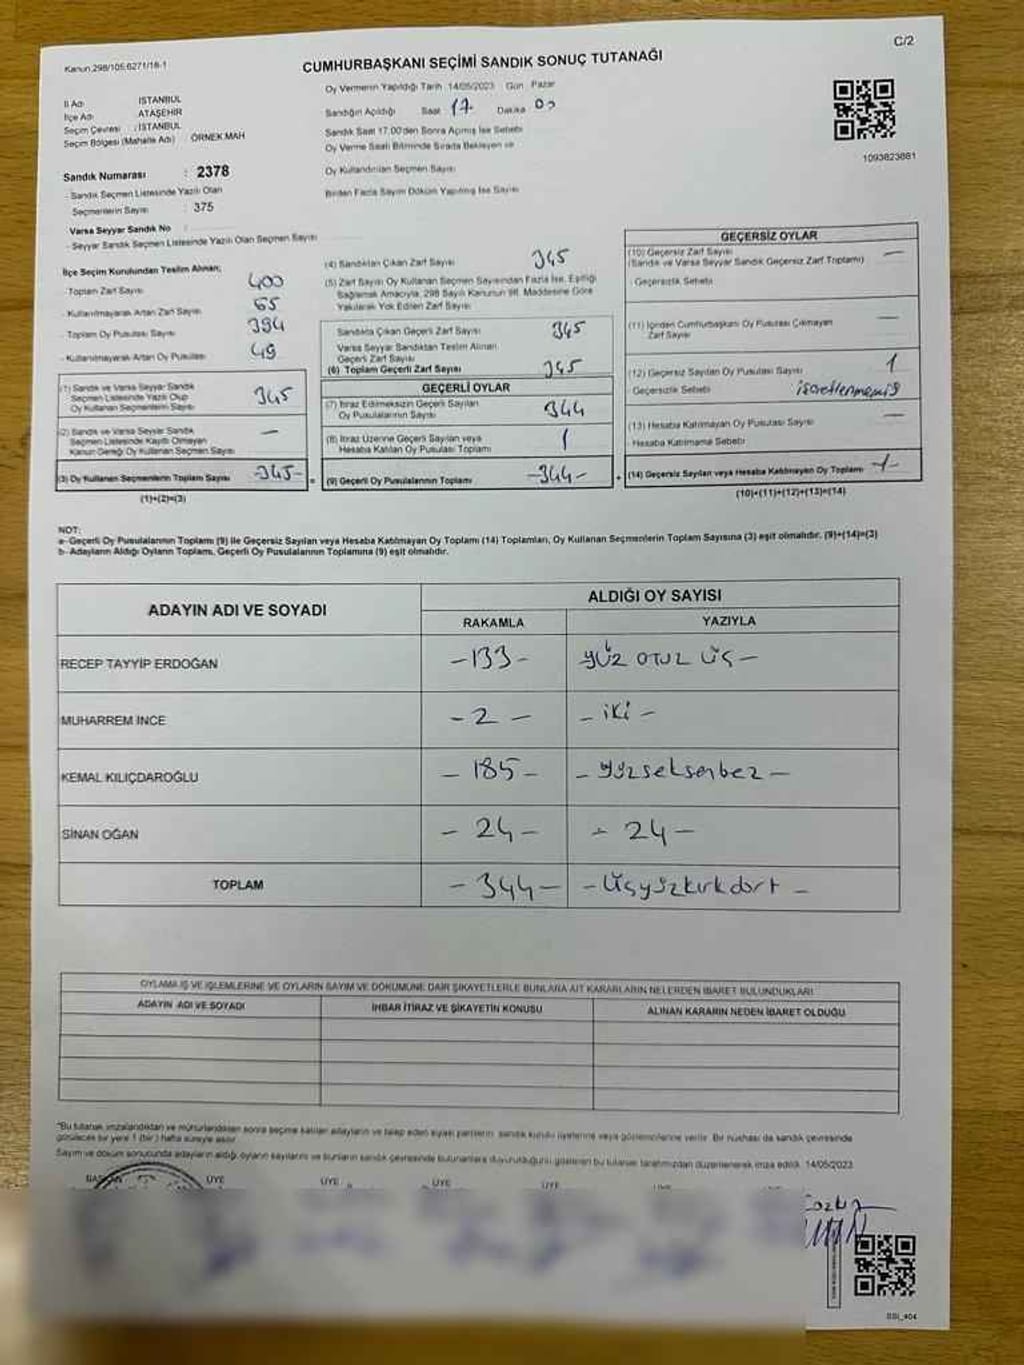 C/2
Kanun.298/105,6271/18-1
CUMHURBAŞKANI SEÇİMİ SANDIK SONUÇ TUTANAĞI
Oy Vermenin Yapıldığı Tarih 14/05/2023 Gün Pazar
İl Adı İSTANBUL
İlçe Adı ATAŞEHİR
Seçim Çevresi : İSTANBUL
Seçim Bölgesi (Mahalle Adı) ÖRNEK MAH
Sandığın Açıldığı Saat 17 Dakika 00
Sandık Saat 17.00'den Sonra Açılmış İse Sebebi
Oy Verme Saati Bitiminde Sırada Bekleyen ve
Oy Kullandırılan Seçmen Sayısı
Birden Fazla Sayım Döküm Yapılmış İse Sayısı
1093823881
Sandık Numarası : 2378
- Sandık Seçmen Listesinde Yazılı Olan
Seçmenlerin Sayısı : 375
Varsa Seyyar Sandık No :
- Seyyar Sandık Seçmen Listesinde Yazılı Olan Seçmen Sayısı
İlçe Seçim Kurulundan Teslim Alınan;
- Toplam Zarf Sayısı 400
- Kullanılmayarak Artan Zarf Sayısı 65
- Toplam Oy Pusulası Sayısı 394
- Kullanılmayarak Artan Oy Pusulası 49
(1) Sandık ve Varsa Seyyar Sandık
Seçmen Listesinde Yazılı Olup
Oy Kullanan Seçmenlerin Sayısı 345
(2) Sandık ve Varsa Seyyar Sandık
Seçmen Listesinde Kayıtlı Olmayan
Kanun Gereği Oy Kullanan Seçmen Sayısı —
(3) Oy Kullanan Seçmenlerin Toplam Sayısı -345-
(1)+(2)=(3)
(4) Sandıktan Çıkan Zarf Sayısı 345
(5) Zarf Sayısı Oy Kullanan Seçmen Sayısından Fazla İse, Eşitliği
Sağlamak Amacıyla, 298 Sayılı Kanunun 98. Maddesine Göre
Yakılarak Yok Edilen Zarf Sayısı
Sandıkta Çıkan Geçerli Zarf Sayısı 345
Varsa Seyyar Sandıktan Teslim Alınan
Geçerli Zarf Sayısı
(6) Toplam Geçerli Zarf Sayısı 345
GEÇERLİ OYLAR
(7) İtiraz Edilmeksizin Geçerli Sayılan
Oy Pusulalarının Sayısı 344
(8) İtiraz Üzerine Geçerli Sayılan veya
Hesaba Katılan Oy Pusulası Toplamı 1
= (9) Geçerli Oy Pusulalarının Toplamı -344-
GEÇERSİZ OYLAR
(10) Geçersiz Zarf Sayısı
(Sandık ve Varsa Seyyar Sandık Geçersiz Zarf Toplamı) —
- Geçersizlik Sebebi
(11) İçinden Cumhurbaşkanı Oy Pusulası Çıkmayan
Zarf Sayısı —
(12) Geçersiz Sayılan Oy Pusulası Sayısı 1
Geçersizlik Sebebi işaretlenmemiş
(13) Hesaba Katılmayan Oy Pusulası Sayısı —
- Hesaba Katılmama Sebebi
+ (14) Geçersiz Sayılan veya Hesaba Katılmayan Oy Toplamı -1-
(10)+(11)+(12)+(13)=(14)
NOT:
a- Geçerli Oy Pusulalarının Toplamı (9) ile Geçersiz Sayılan veya Hesaba Katılmayan Oy Toplamı (14) Toplamları, Oy Kullanan Seçmenlerin Toplam Sayısına (3) eşit olmalıdır. (9)+(14)=(3)
b- Adayların Aldığı Oyların Toplamı, Geçerli Oy Pusulalarının Toplamına (9) eşit olmalıdır.
ADAYIN ADI VE SOYADI
ALDIĞI OY SAYISI
RAKAMLA YAZIYLA
RECEP TAYYİP ERDOĞAN -133- yüz otuz üç-
MUHARREM İNCE -2- -iki-
KEMAL KILIÇDAROĞLU -185- -yüzseksenbez-
SİNAN OĞAN -24- -24-
TOPLAM -344- -üçyüzkırkdört-
OYLAMA İŞ VE İŞLEMLERİNE VE OYLARIN SAYIM VE DÖKÜMÜNE DAİR ŞİKAYETLERLE BUNLARA AİT KARARLARIN NELERDEN İBARET BULUNDUKLARI
ADAYIN ADI VE SOYADI İHBAR İTİRAZ VE ŞİKAYETİN KONUSU ALINAN KARARIN NEDEN İBARET OLDUĞU
"Bu tutanak imzalandıktan ve mühürlendikten sonra seçime katılan adayların ve talep eden siyasi partilerin sandık kurulu üyelerine veya gözlemcilerine verilir. Bir nüshası da sandık çevresinde
görülecek bir yere 1 (bir) hafta süreyle asılır.
Sayım ve döküm sonucunda adayların aldığı oyların sayılarını ve bunların sandık çevresinde bulunanlara duyurulduğunu gösteren bu tutanak tarafımızdan düzenlenerek imza edildi. 14/05/2023
BAŞKAN ÜYE ÜYE ÜYE ÜYE